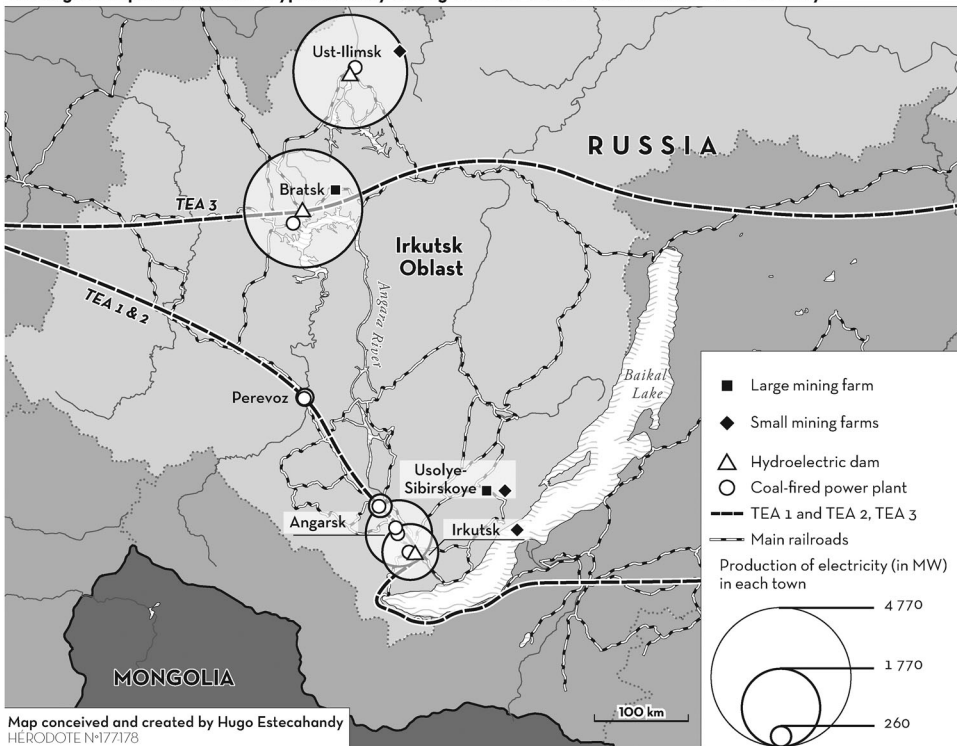 Ust-Ilimsk
RUSSIA
Bratsk
TEA 3
Irkutsk
Oblast
TEA 1 & 2
Angara River
Perevoz
Baikal
Lake
Usolye-
Sibirskoye
Angarsk
Irkutsk
MONGOLIA
Large mining farm
Small mining farms
Hydroelectric dam
Coal-fired power plant
TEA 1 and TEA 2, TEA 3
Main railroads
Production of electricity (in MW)
in each town
4 770
1 770
260
100 km
Map conceived and created by Hugo Estecahandy
HÉRODOTE N°177-178